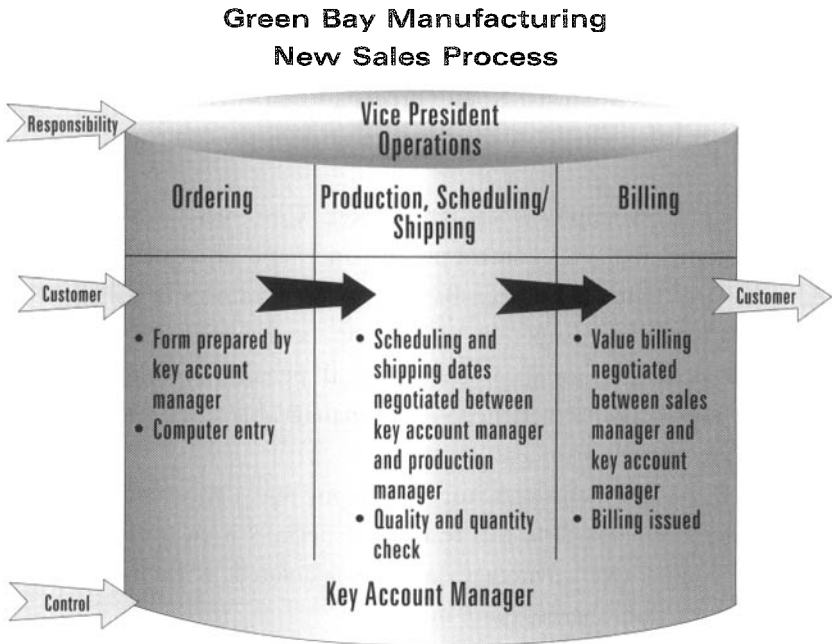 Green Bay Manufacturing
New Sales Process
Responsibility
Vice President
Operations
Ordering
Production, Scheduling/
Shipping
Billing
Customer
Customer
• Form prepared by
key account
manager
• Computer entry
• Scheduling and
shipping dates
negotiated between
key account manager
and production
manager
• Quality and quantity
check
• Value billing
negotiated
between sales
manager and
key account
manager
• Billing issued
Control
Key Account Manager